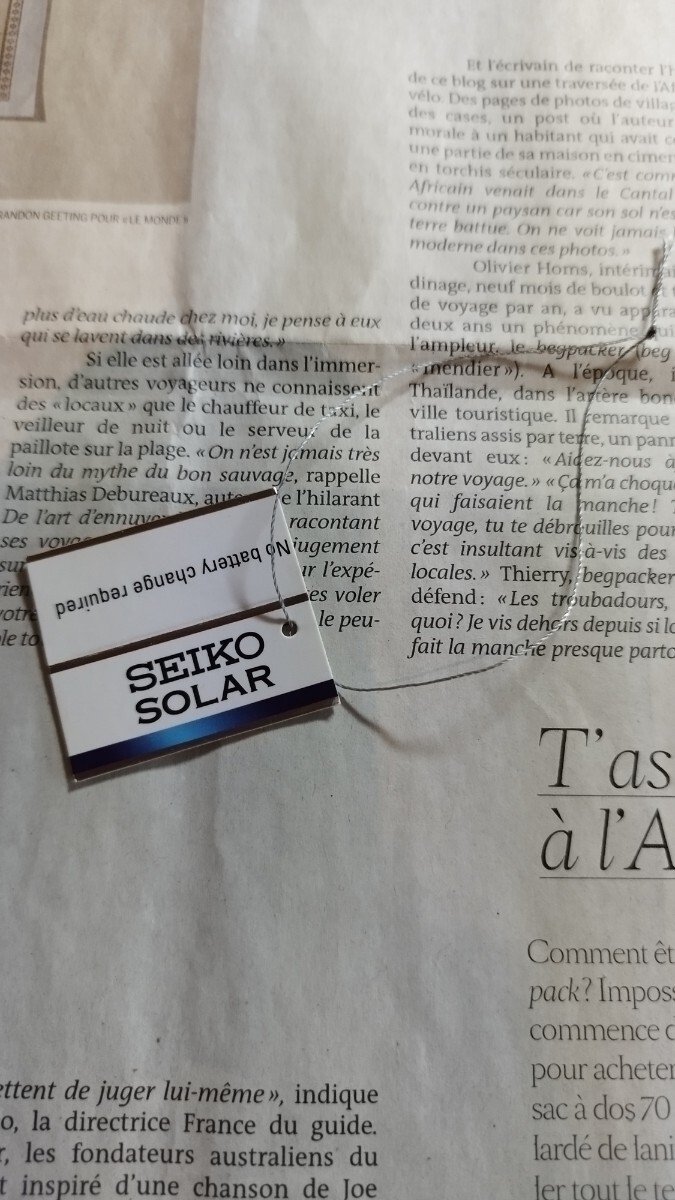 RANDON GEETING POUR «LE MONDE»
plus d'eau chaude chez moi, je pense à eux
qui se lavent dans des rivières.»
Si elle est allée loin dans l'immer-
sion, d'autres voyageurs ne connaissent
des «locaux» que le chauffeur de taxi, le
veilleur de nuit ou le serveur de la
paillote sur la plage. «On n'est jamais très
loin du mythe du bon sauvage, rappelle
Matthias Debureaux, e l'hilarant
De l'art racontant
ses jugement
sur l'expé-
rien voler
le peu-
No battery change required
SEIKO
SOLAR
ettent de juger lui-même», indique
o, la directrice France du guide.
r, les fondateurs australiens du
t inspiré d'une chanson de Joe
Et l'écrivain de raconter
de ce blog sur une traversée de
vélo. Des pages de photos de
des cases, un post où l'auteur
morale à un habitant qui avait
une partie de sa maison en
en torchis séculaire. «C'est
Africain venait dans le Cantal
contre un paysan car son sol
terre battue. On ne voit jamais
moderne dans ces photos.»
Olivier Homs,
dinage, neuf mois de boulot
de voyage par an, a vu
deux ans un phénomène
l'ampleur, le begpacker (beg
«mendier»). A l'époque,
Thaïlande, dans l'artère
ville touristique. Il remarque
traliens assis par terre, un
devant eux: «Aidez-nous à
notre voyage.» «Ça m'a
qui faisaient la manche!
voyage, tu te débrouilles
c'est insultant vis-à-vis des
locales.» Thierry, begpacker
défend: «Les troubadours,
quoi? Je vis dehors depuis
fait la manche presque
T'as
à l'A
Comment
pack?
commence
pour acheter
sac à dos 70
lardé de
ler tout le